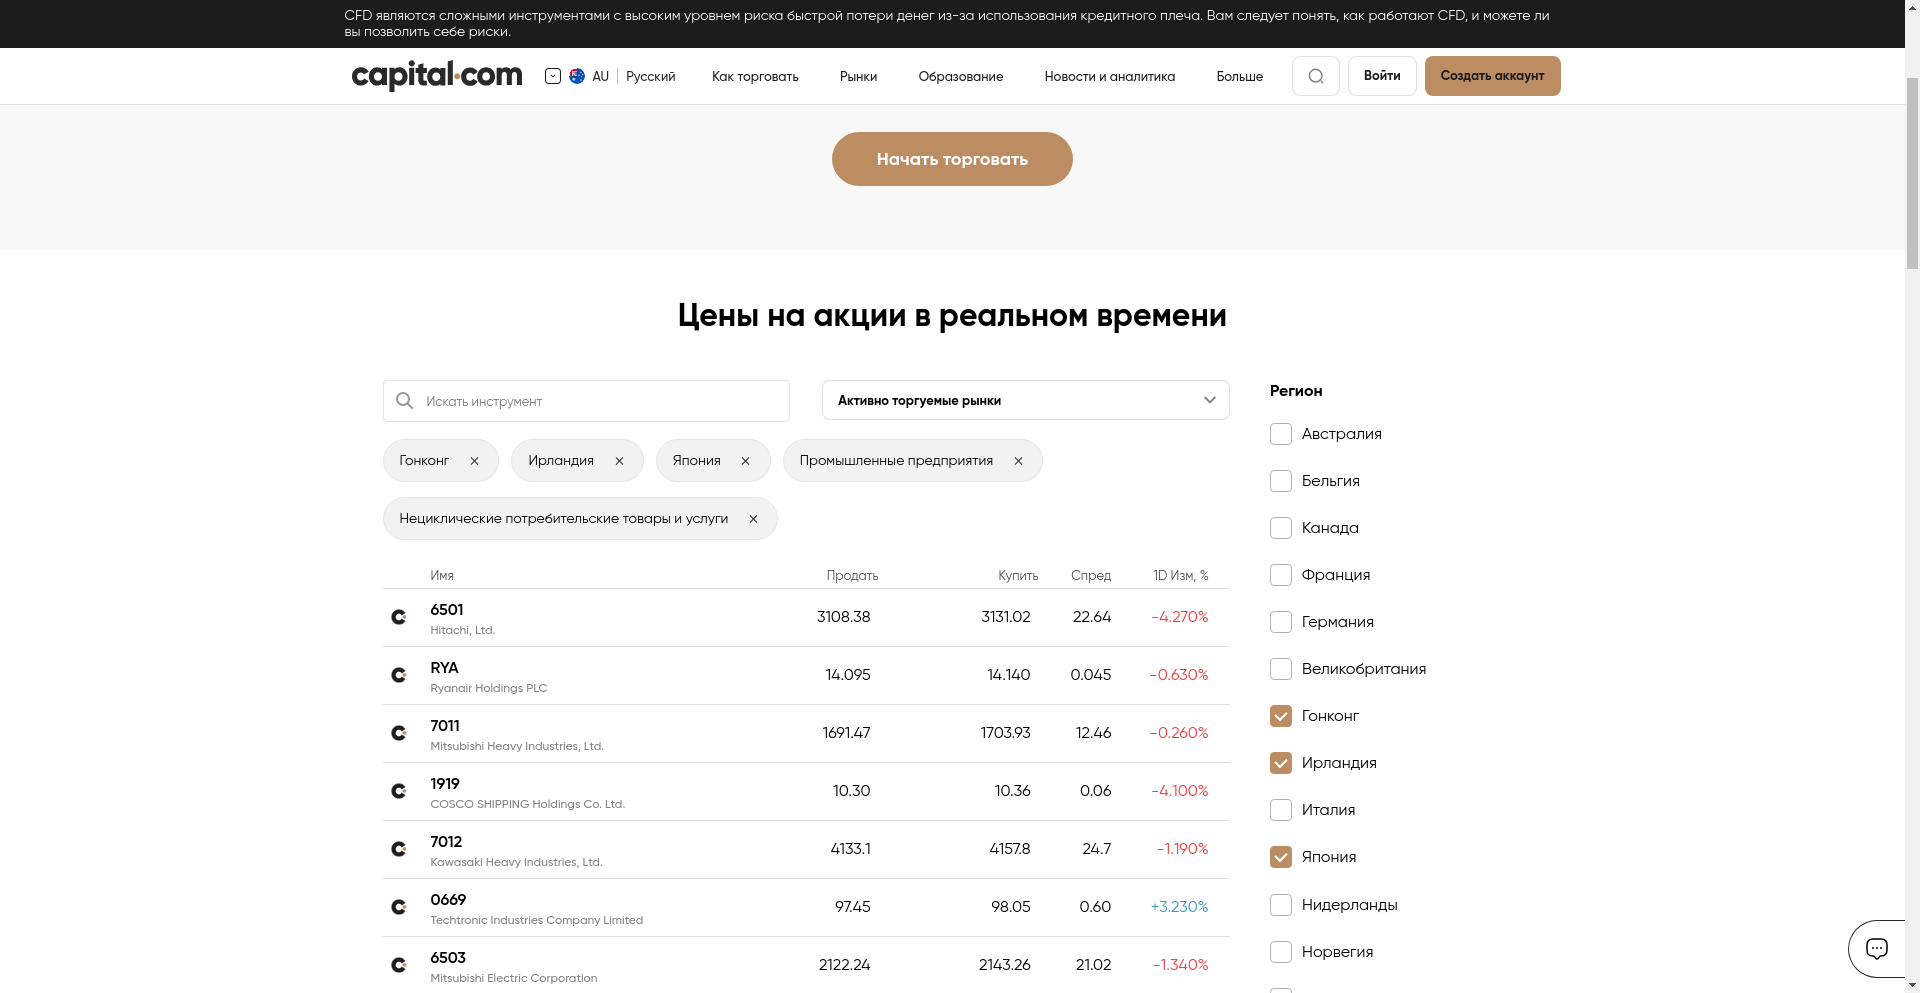 CFD являются сложными инструментами с высоким уровнем риска быстрой потери денег из-за использования кредитного плеча. Вам следует понять, как работают CFD, и можете ли
вы позволить себе риски.
capital.com
AU
Русский
Как торговать
Рынки
Образование
Новости и аналитика
Больше
Войти
Создать аккаунт
Начать торговать
Цены на акции в реальном времени
Искать инструмент
Активно торгуемые рынки
Гонконг
Ирландия
Япония
Промышленные предприятия
Нециклические потребительские товары и услуги
Имя Продать Купить Спред 1D Изм, %
6501 3108.38 3131.02 22.64 -4.270%
Hitachi, Ltd.
RYA 14.095 14.140 0.045 -0.630%
Ryanair Holdings PLC
7011 1691.47 1703.93 12.46 -0.260%
Mitsubishi Heavy Industries, Ltd.
1919 10.30 10.36 0.06 -4.100%
COSCO SHIPPING Holdings Co. Ltd.
7012 4133.1 4157.8 24.7 -1.190%
Kawasaki Heavy Industries, Ltd.
0669 97.45 98.05 0.60 +3.230%
Techtronic Industries Company Limited
6503 2122.24 2143.26 21.02 -1.340%
Mitsubishi Electric Corporation
Регион
Австралия
Бельгия
Канада
Франция
Германия
Великобритания
Гонконг
Ирландия
Италия
Япония
Нидерланды
Норвегия